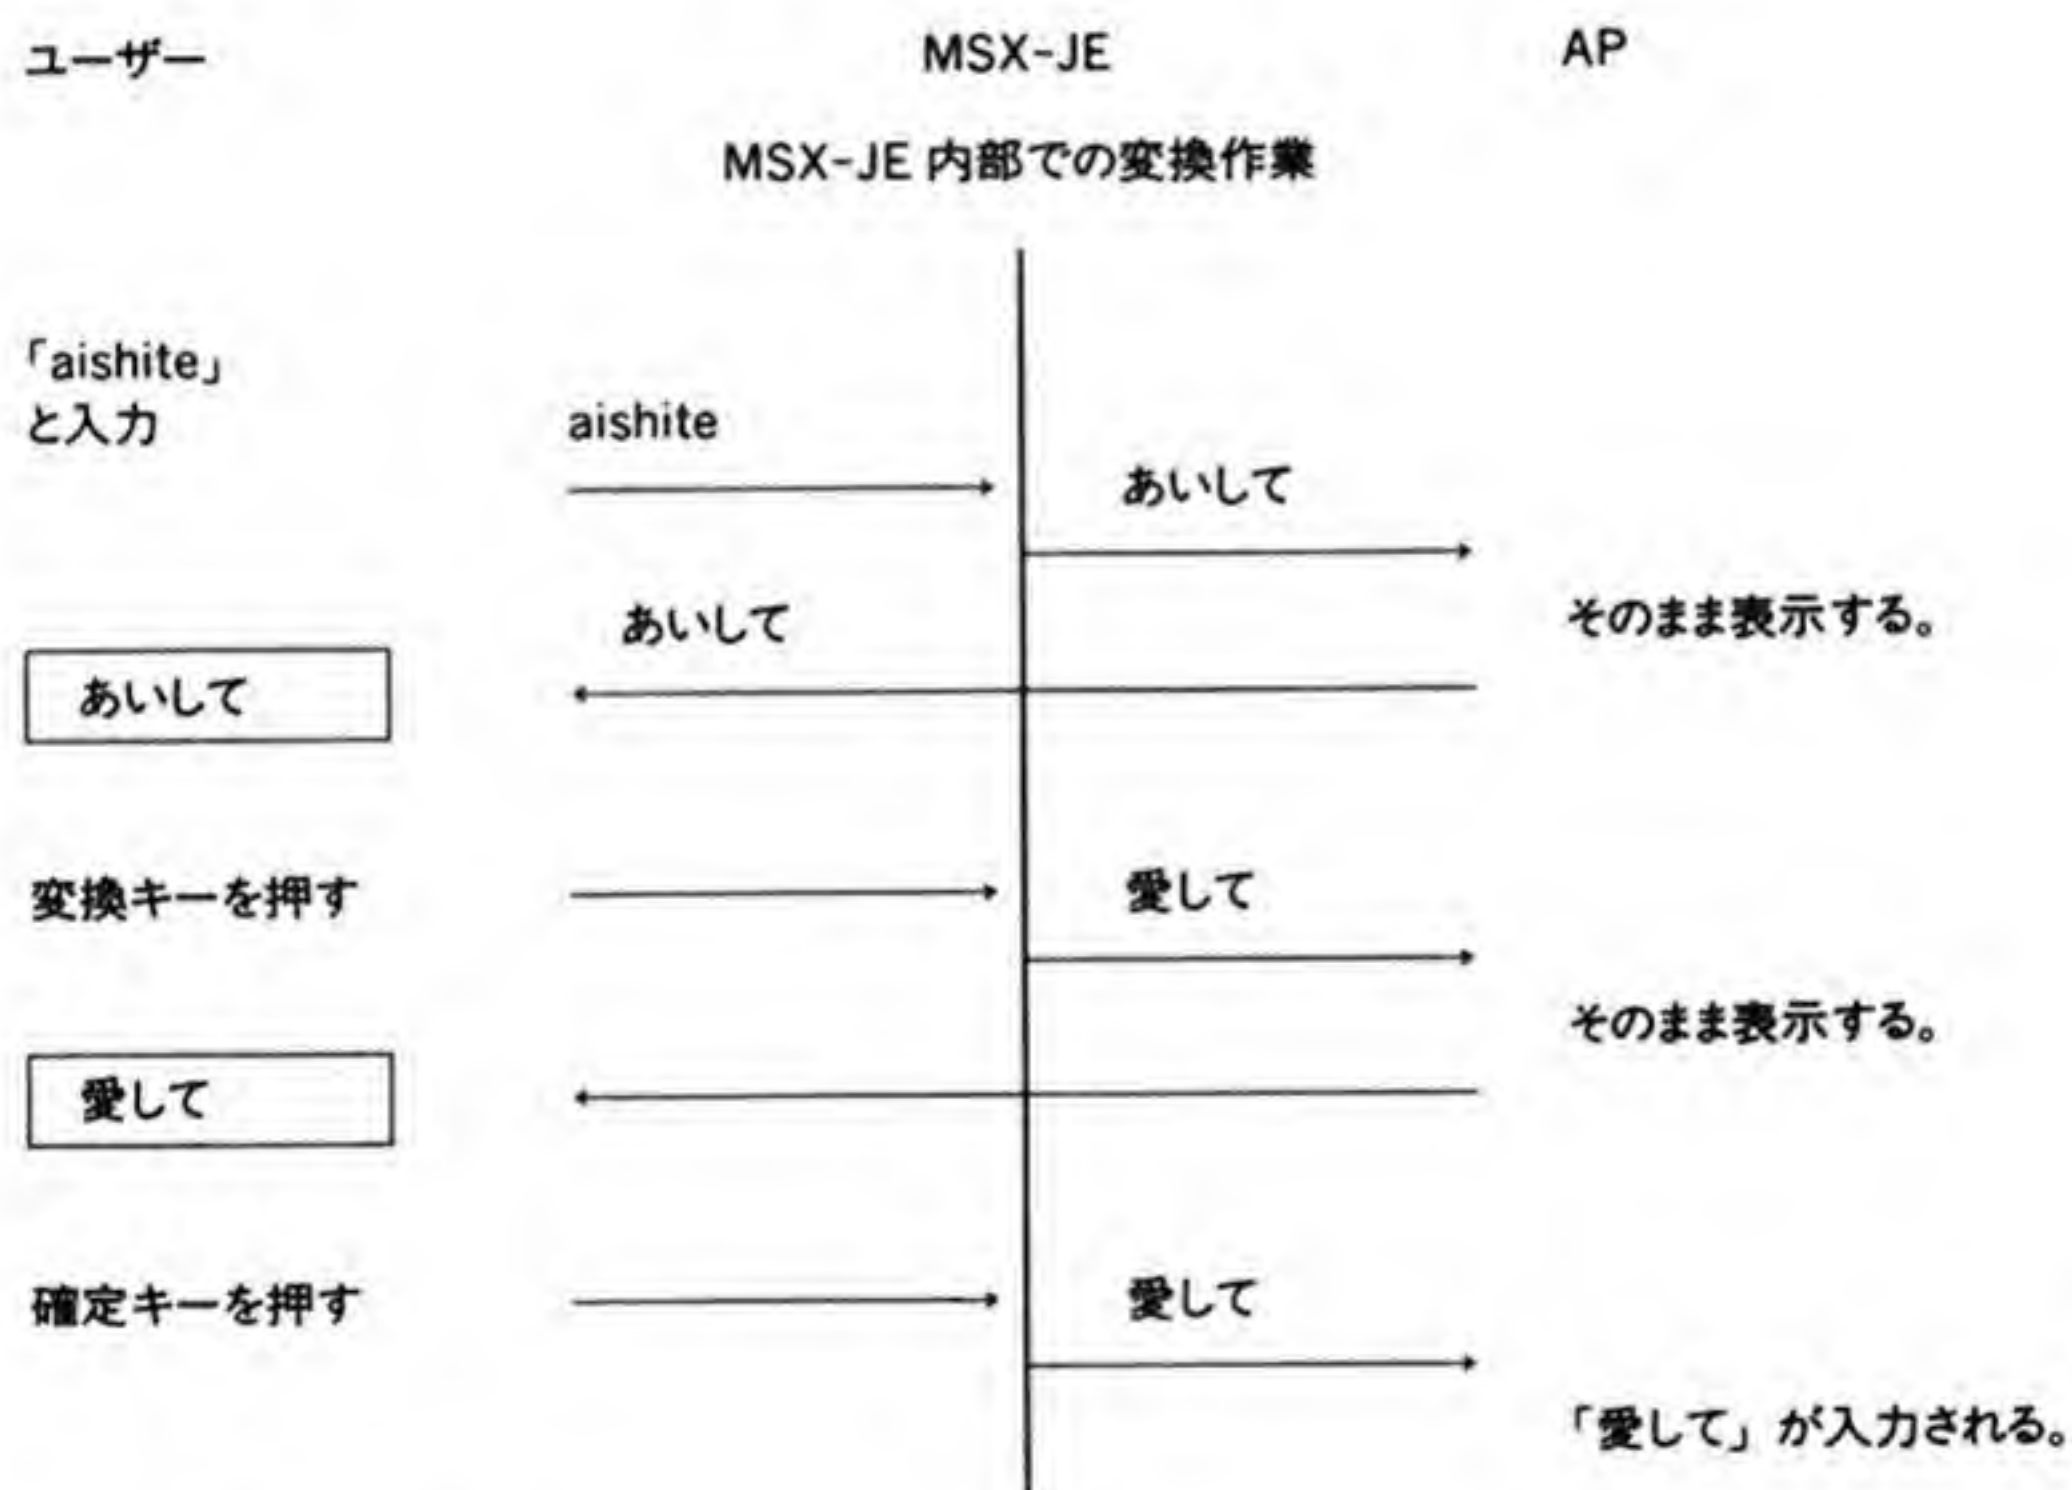 ユーザー
MSX-JE
AP
MSX-JE 内部での変換作業
「aishite」
と入力
aishite
あいして
あいして
そのまま表示する。
あいして
変換キーを押す
愛して
そのまま表示する。
愛して
確定キーを押す
愛して
「愛して」が入力される。